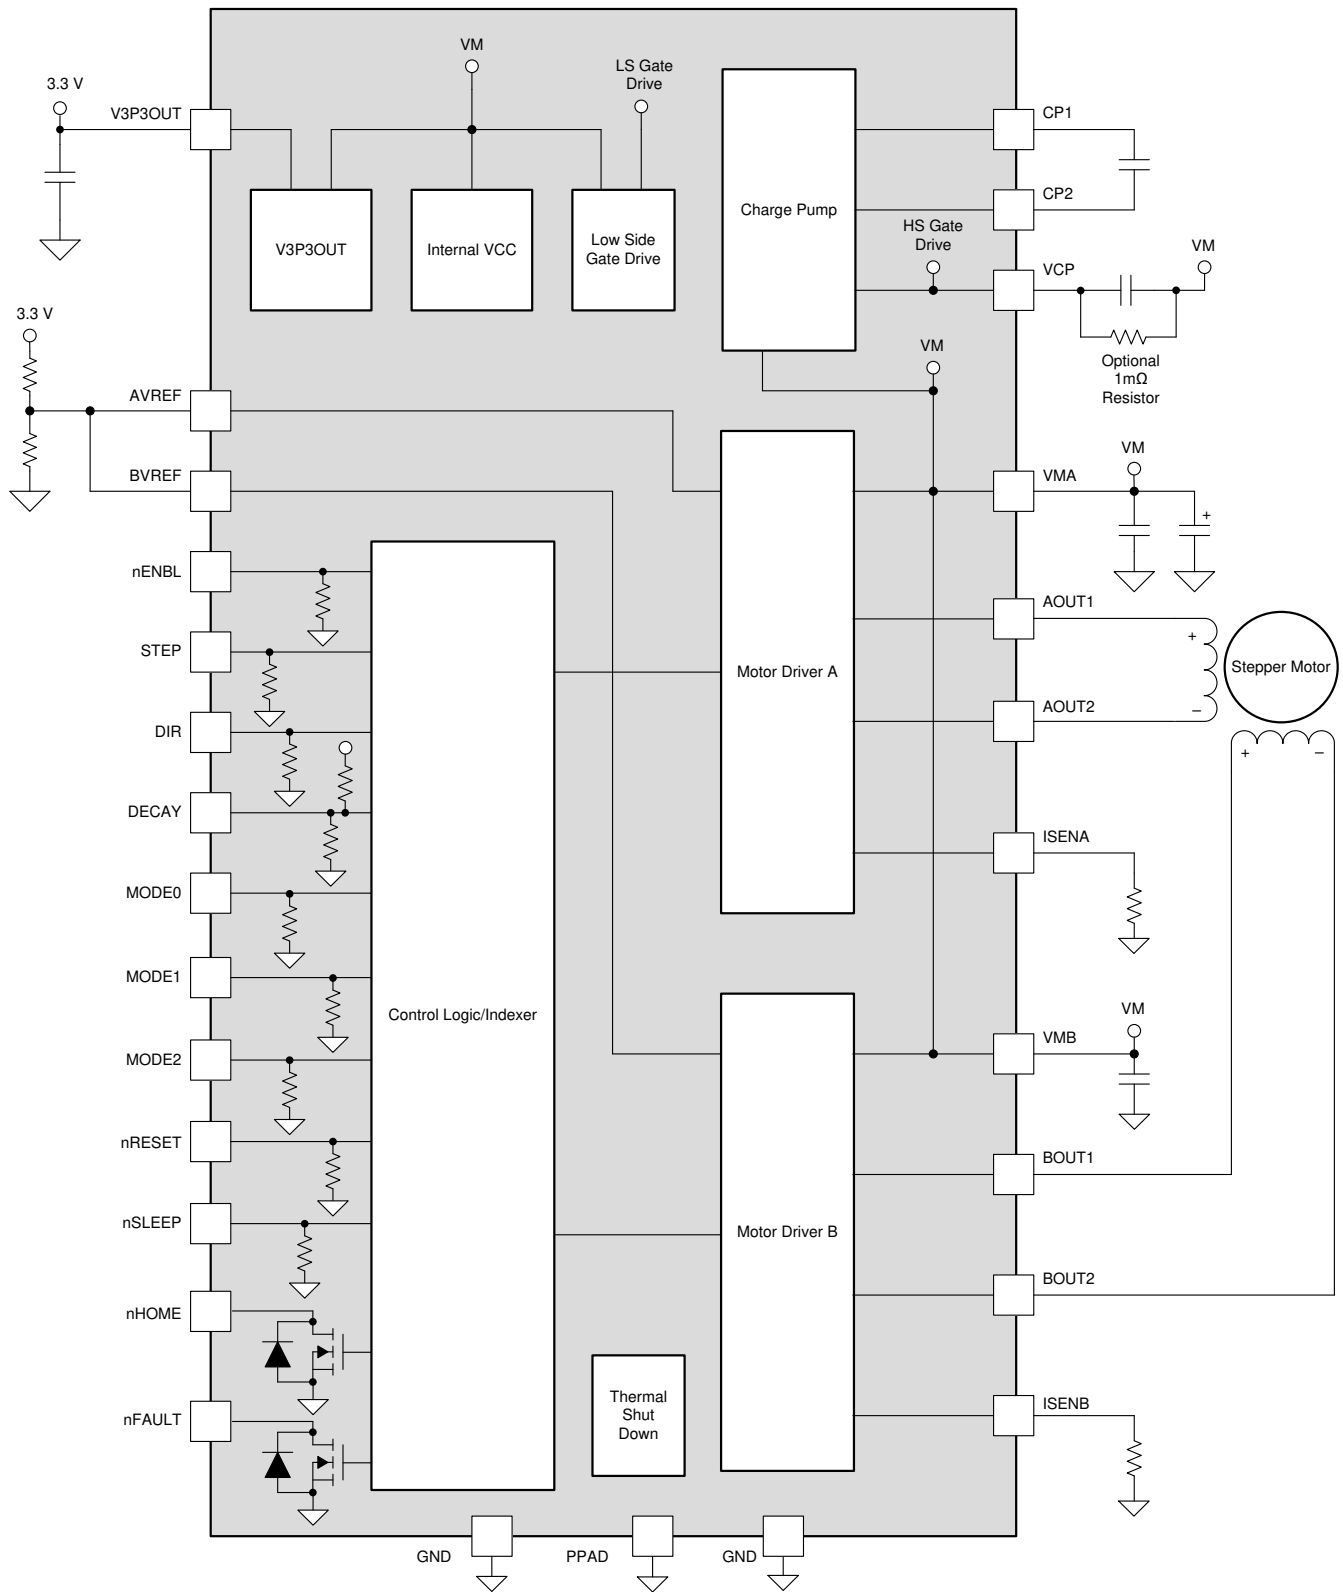 VM
LS Gate
Drive
3.3 V
V3P3OUT
CP1
CP2
V3P3OUT
Internal VCC
Low Side
Gate Drive
Charge Pump
HS Gate
Drive
VCP
VM
Optional
1mΩ
Resistor
3.3 V
VM
AVREF
BVREF
VM
VMA
+
nENBL
STEP
DIR
DECAY
MODE0
MODE1
MODE2
nRESET
nSLEEP
nHOME
nFAULT
Control Logic/Indexer
Motor Driver A
AOUT1
+
Stepper Motor
AOUT2
–
+
–
ISENA
VM
VMB
BOUT1
Motor Driver B
BOUT2
Thermal
Shut
Down
ISENB
GND
PPAD
GND